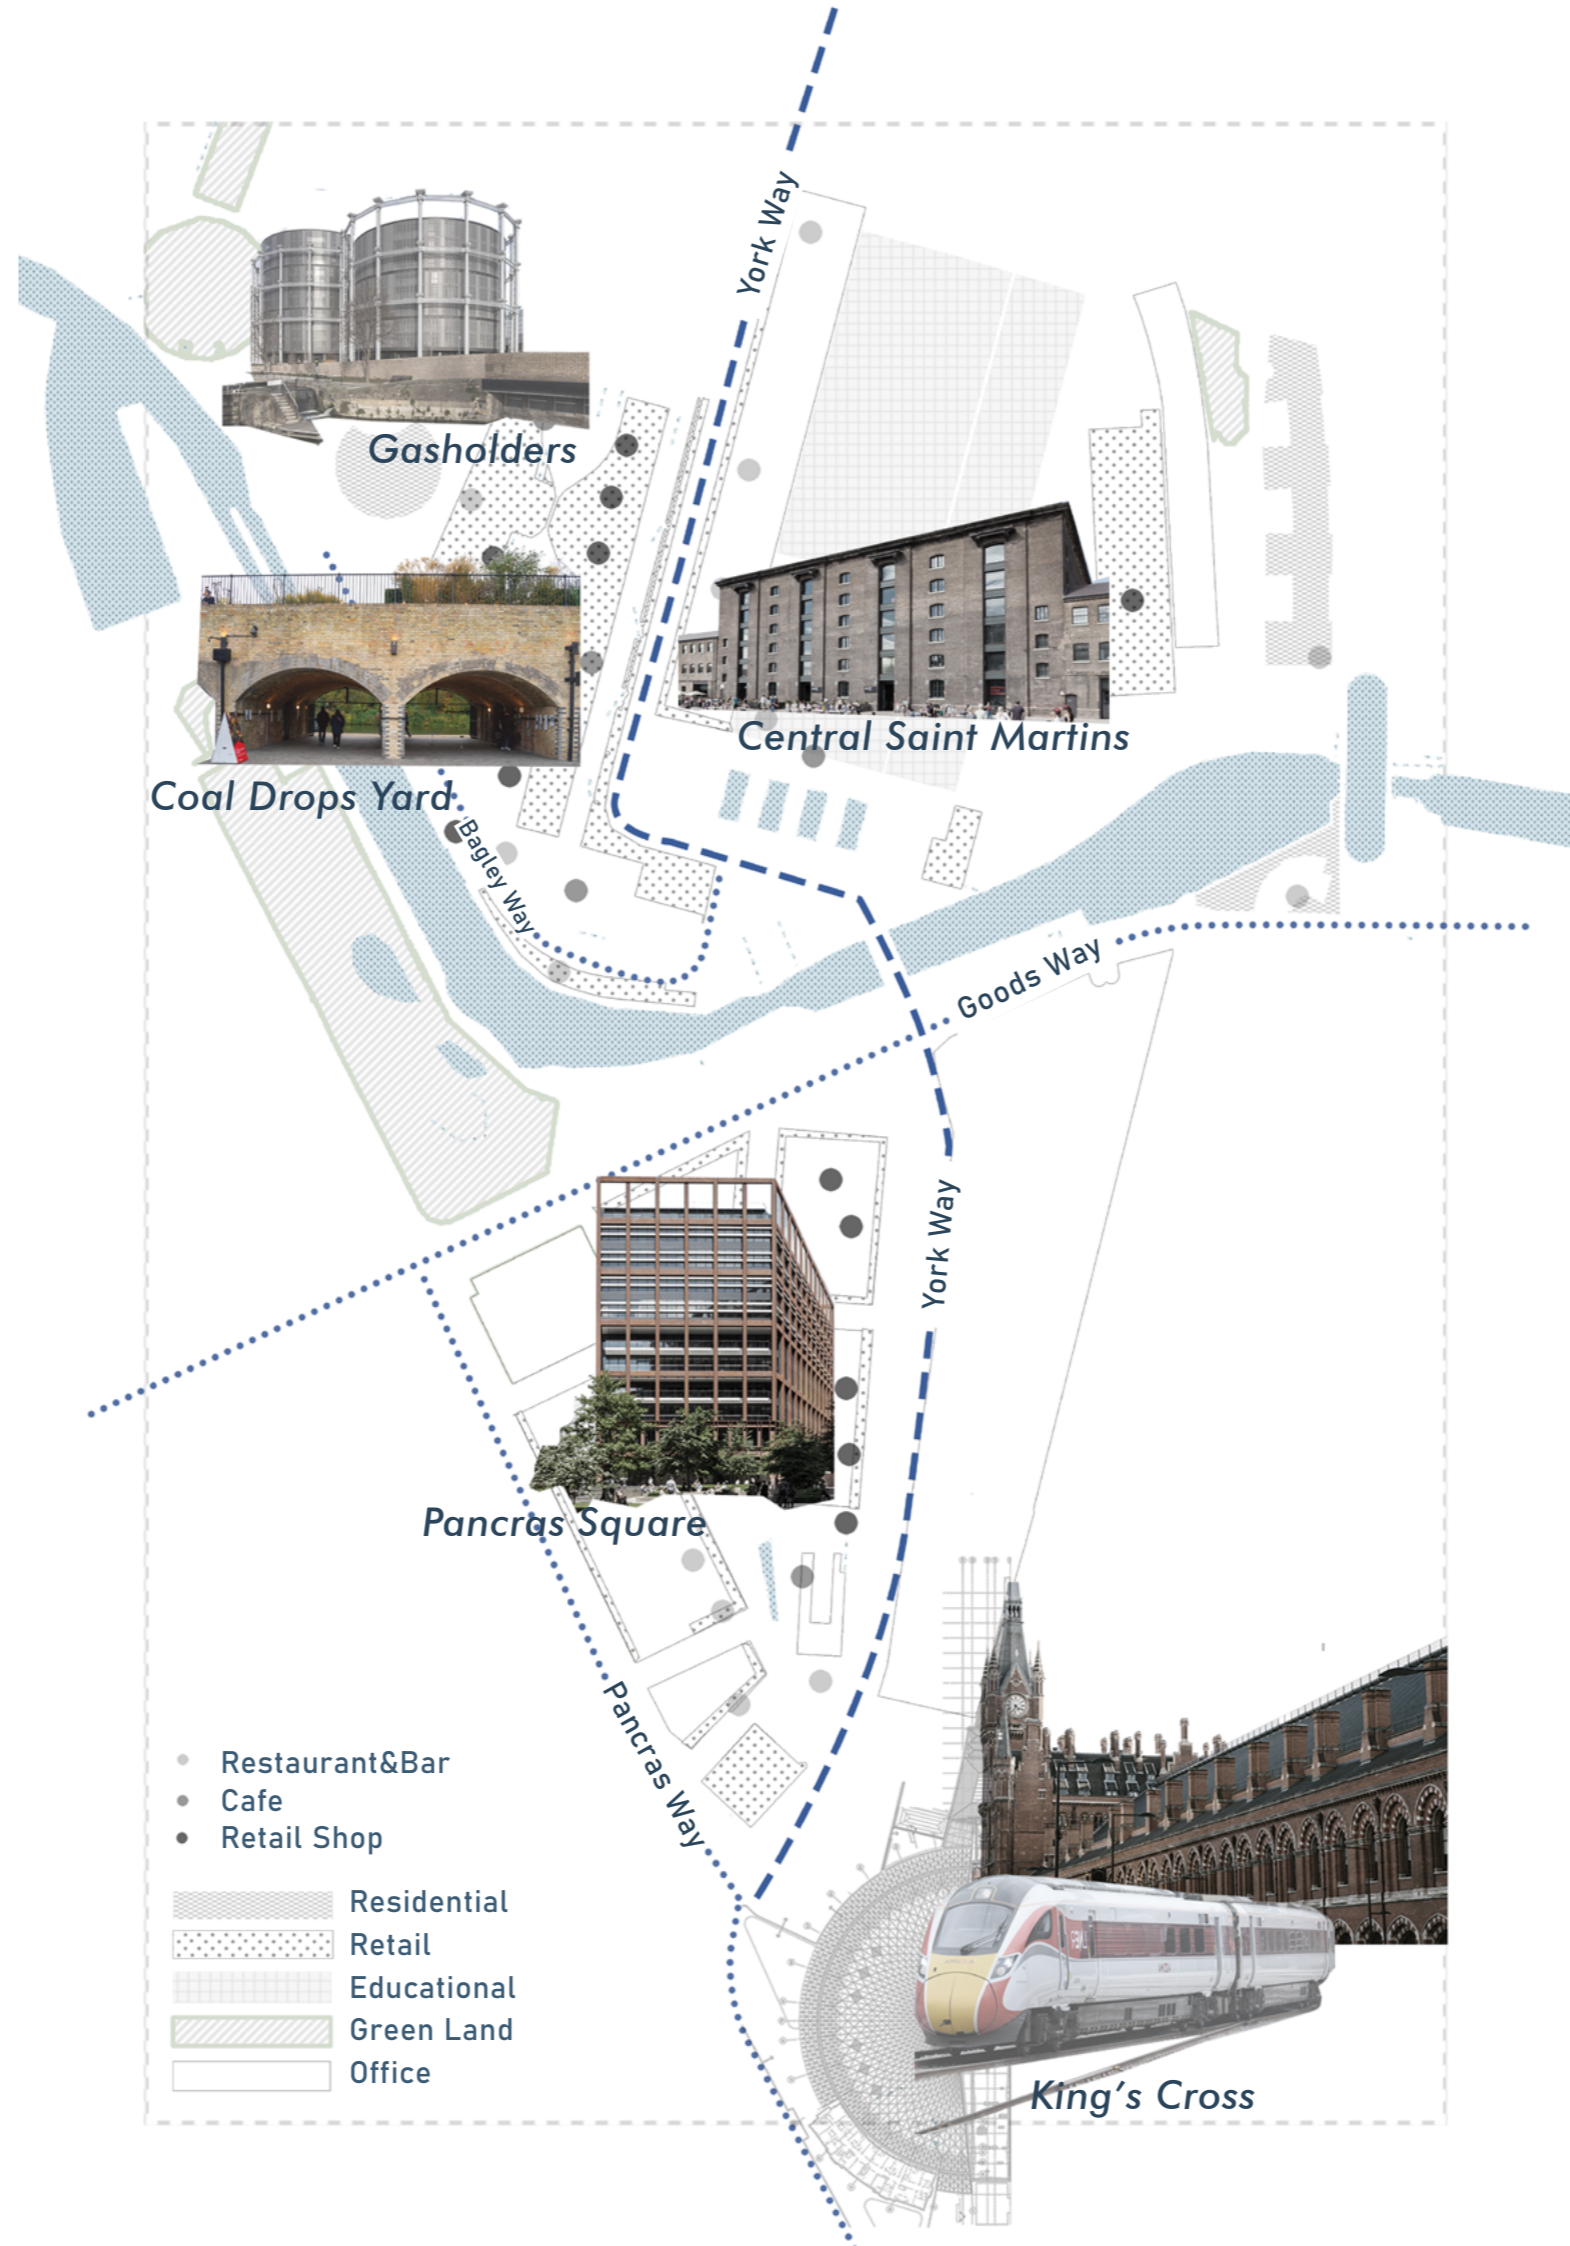 York Way
Gasholders
Central Saint Martins
Coal Drops Yard
Bagley Way
Goods Way
York Way
Pancras Square
Pancras Way
Restaurant&Bar
Cafe
Retail Shop
Residential
Retail
Educational
Green Land
Office
King's Cross